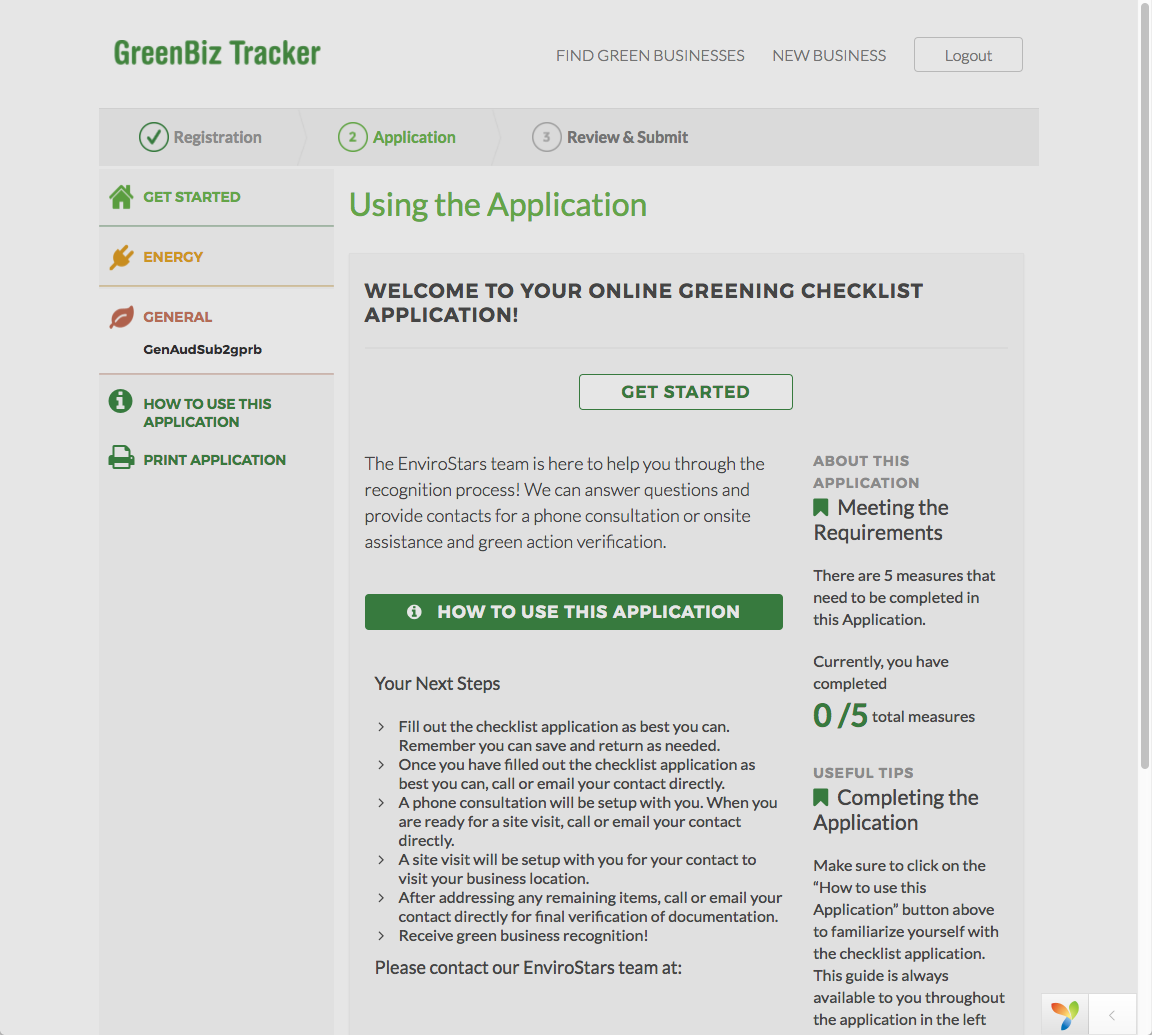 GreenBiz Tracker
FIND GREEN BUSINESSES
NEW BUSINESS
Logout
Registration
2 Application
3 Review & Submit
GET STARTED
ENERGY
GENERAL
GenAudSub2gprb
HOW TO USE THIS
APPLICATION
PRINT APPLICATION
Using the Application
WELCOME TO YOUR ONLINE GREENING CHECKLIST
APPLICATION!
GET STARTED
The EnviroStars team is here to help you through the
recognition process! We can answer questions and
provide contacts for a phone consultation or onsite
assistance and green action verification.
HOW TO USE THIS APPLICATION
Your Next Steps
Fill out the checklist application as best you can.
Remember you can save and return as needed.
Once you have filled out the checklist application as
best you can, call or email your contact directly.
A phone consultation will be setup with you. When you
are ready for a site visit, call or email your contact
directly.
A site visit will be setup with you for your contact to
visit your business location.
After addressing any remaining items, call or email your
contact directly for final verification of documentation.
Receive green business recognition!
Please contact our EnviroStars team at:
ABOUT THIS
APPLICATION
Meeting the
Requirements
There are 5 measures that
need to be completed in
this Application.
Currently, you have
completed
0 /5 total measures
USEFUL TIPS
Completing the
Application
Make sure to click on the
“How to use this
Application” button above
to familiarize yourself with
the checklist application.
This guide is always
available to you throughout
the application in the left